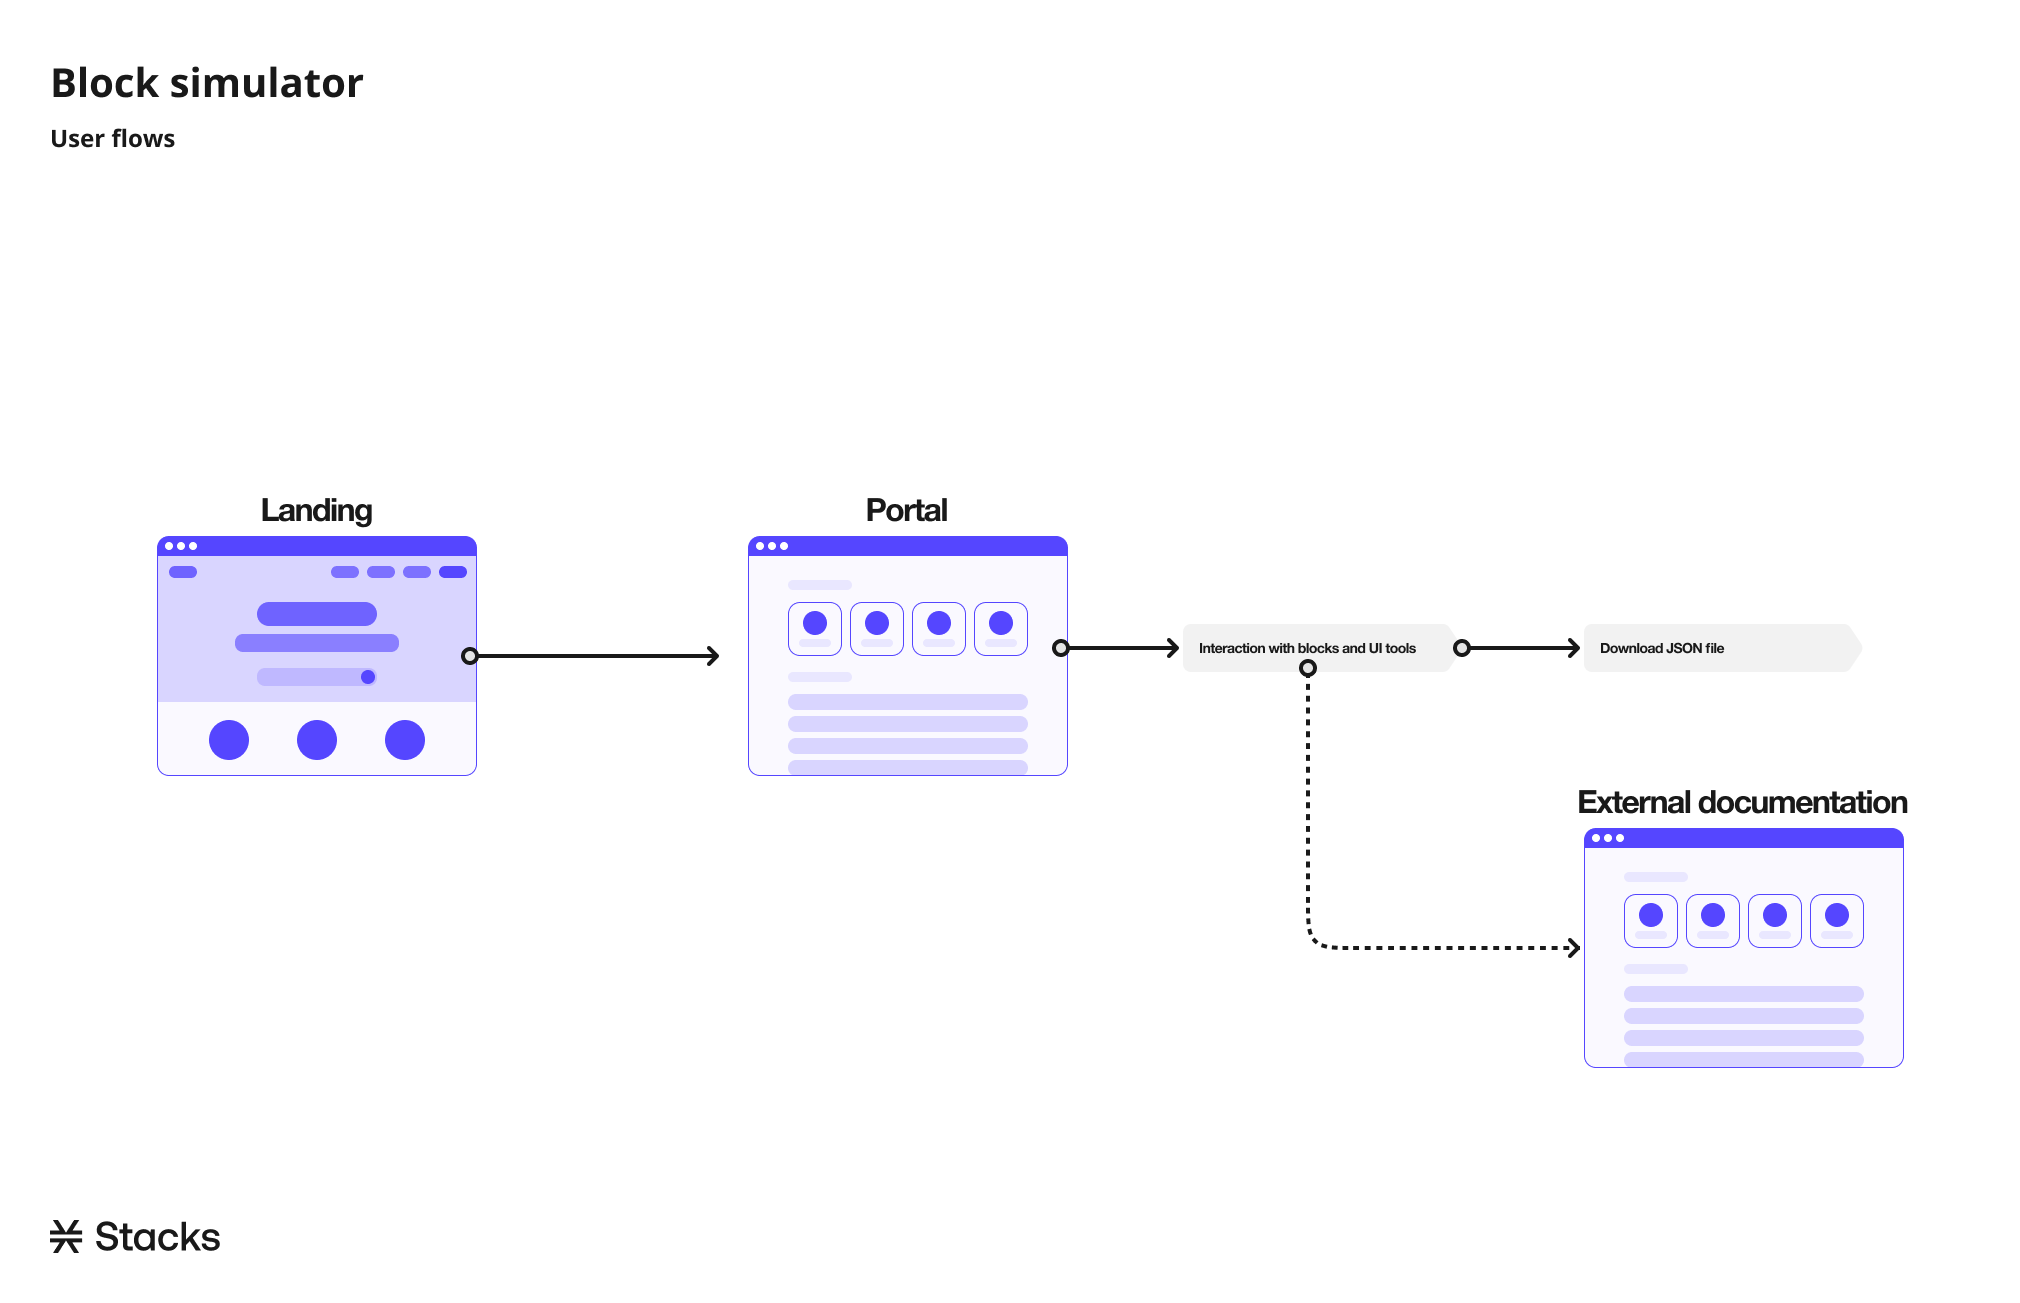 Block simulator
User flows
Landing
Portal
Interaction with blocks and UI tools
Download JSON file
External documentation
Stacks